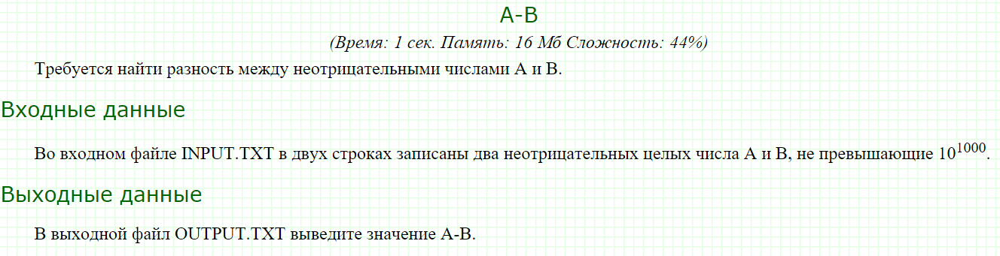 A-B
(Время: 1 сек. Память: 16 Мб Сложность: 44%)
Требуется найти разность между неотрицательными числами A и B.
Входные данные
Во входном файле INPUT.TXT в двух строках записаны два неотрицательных целых числа A и B, не превышающие 10^1000.
Выходные данные
В выходной файл OUTPUT.TXT выведите значение A-B.